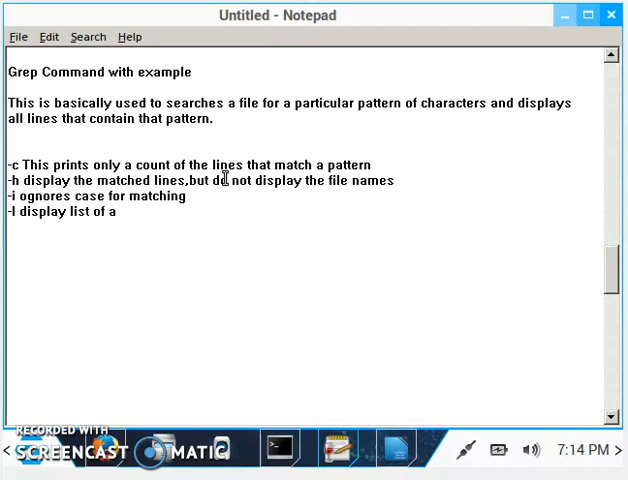 Untitled - Notepad
File Edit Search Help
Grep Command with example
This is basically used to searches a file for a particular pattern of characters and displays
all lines that contain that pattern.
-c This prints only a count of the lines that match a pattern
-h display the matched lines,but do not display the file names
-i ognores case for matching
-l display list of a
RECORDED WITH
SCREENCAST MATIC
7:14 PM